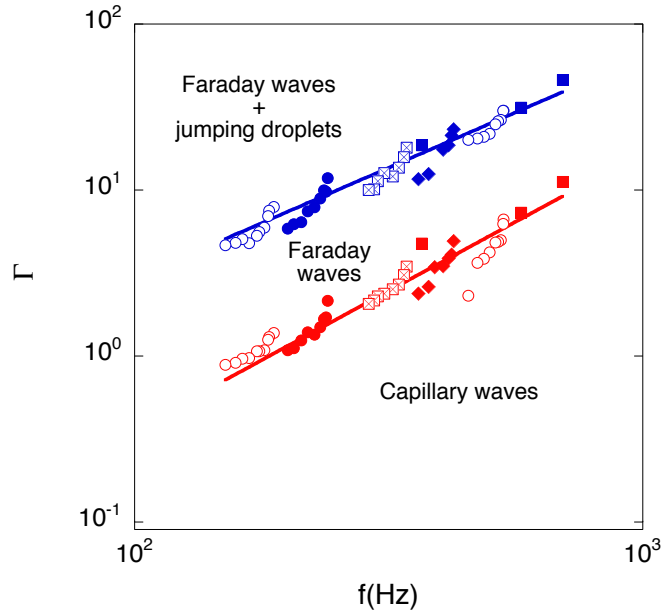 10²
Faraday waves
+
jumping droplets
10¹
Faraday
waves
Γ
10⁰
Capillary waves
10⁻¹
10²
10³
f(Hz)